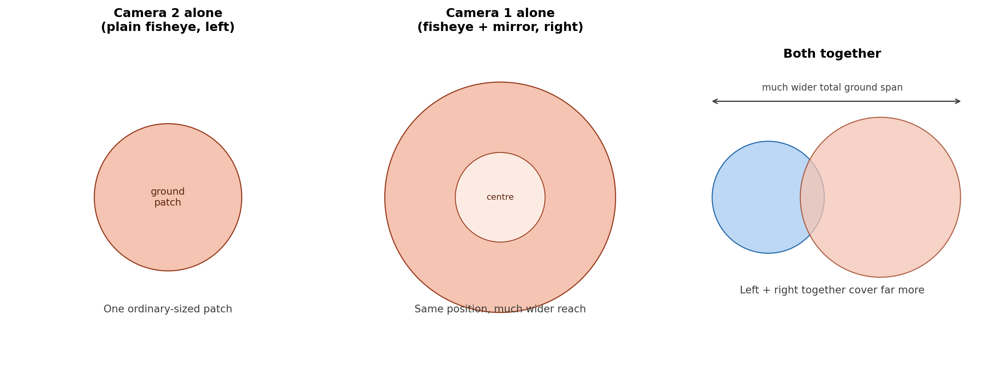 Camera 2 alone
(plain fisheye, left)
ground
patch
One ordinary-sized patch
Camera 1 alone
(fisheye + mirror, right)
centre
Same position, much wider reach
Both together
much wider total ground span
Left + right together cover far more